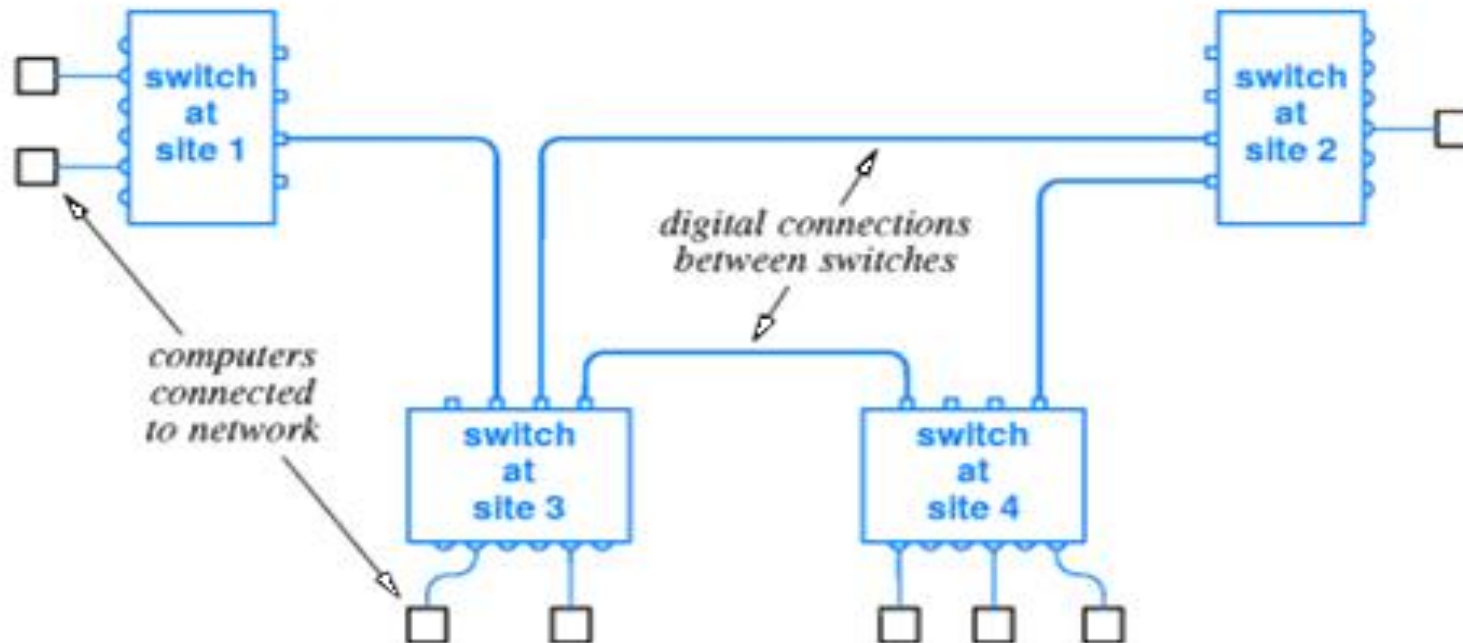 switch
at
site 1
switch
at
site 2
digital connections
between switches
computers
connected
to network
switch
at
site 3
switch
at
site 4